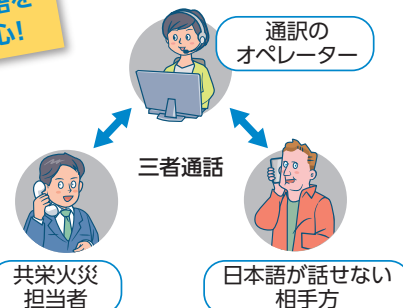 心!
通訳の
オペレーター
三者通話
共栄火災
担当者
日本語が話せない
相手方